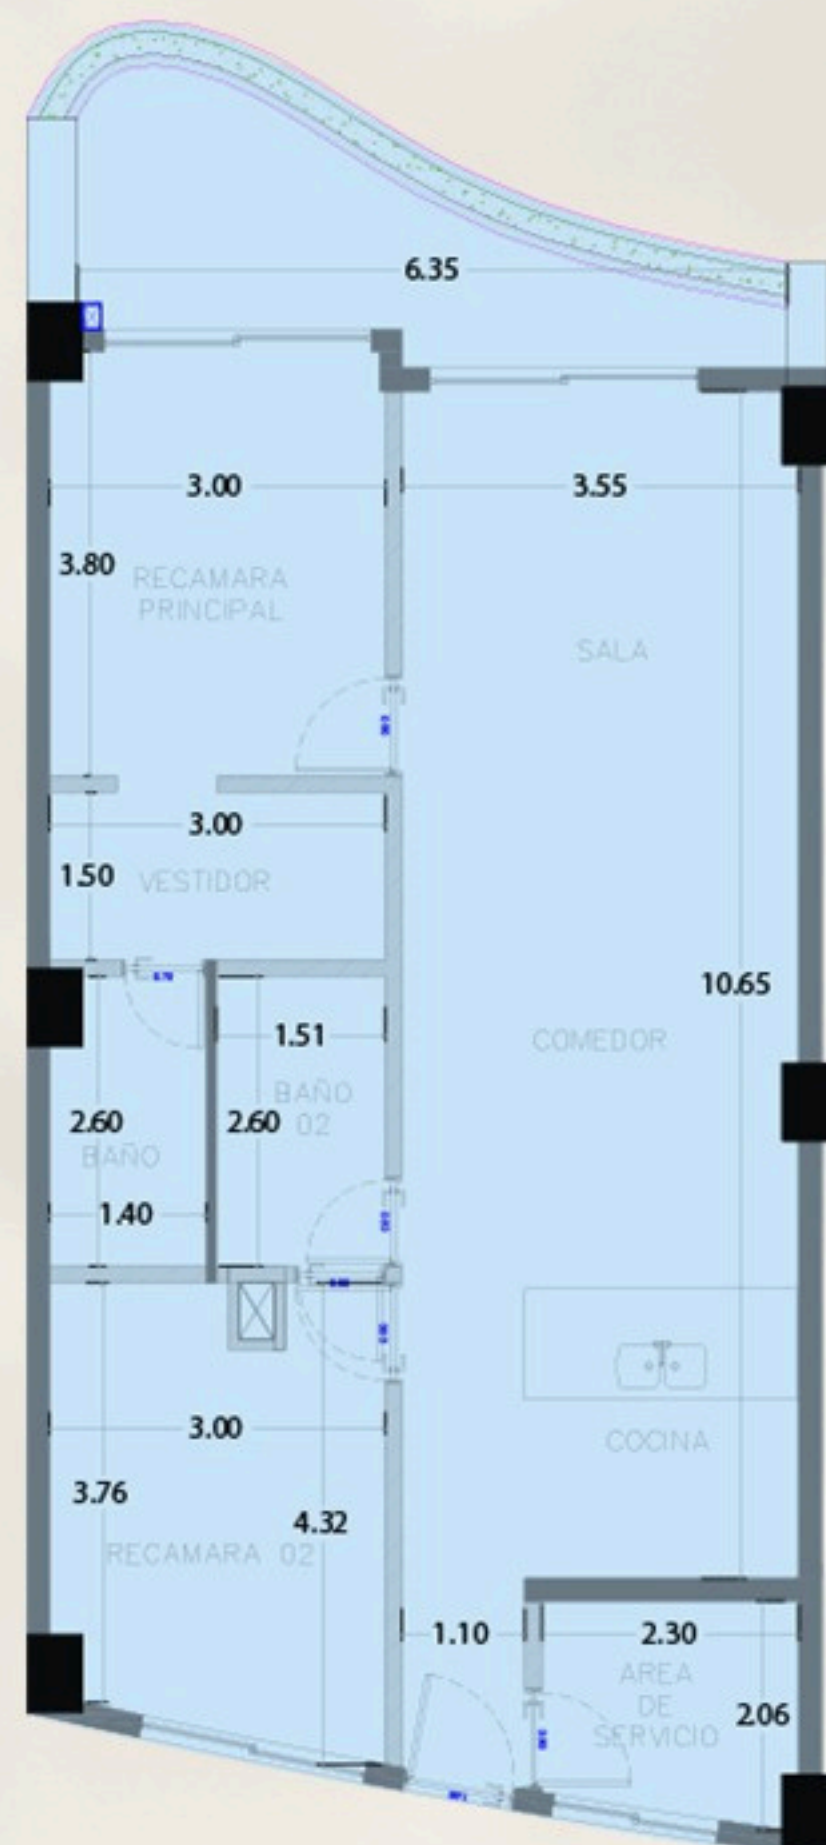 6.35
3.00
3.55
3.80
RECAMARA
PRINCIPAL
SALA
3.00
1.50
VESTIDOR
10.65
1.51
COMEDOR
BAÑO
02
2.60
2.60
BAÑO
1.40
3.00
COCINA
3.76
4.32
RECAMARA 02
1.10
2.30
AREA
DE
SERVICIO
2.06